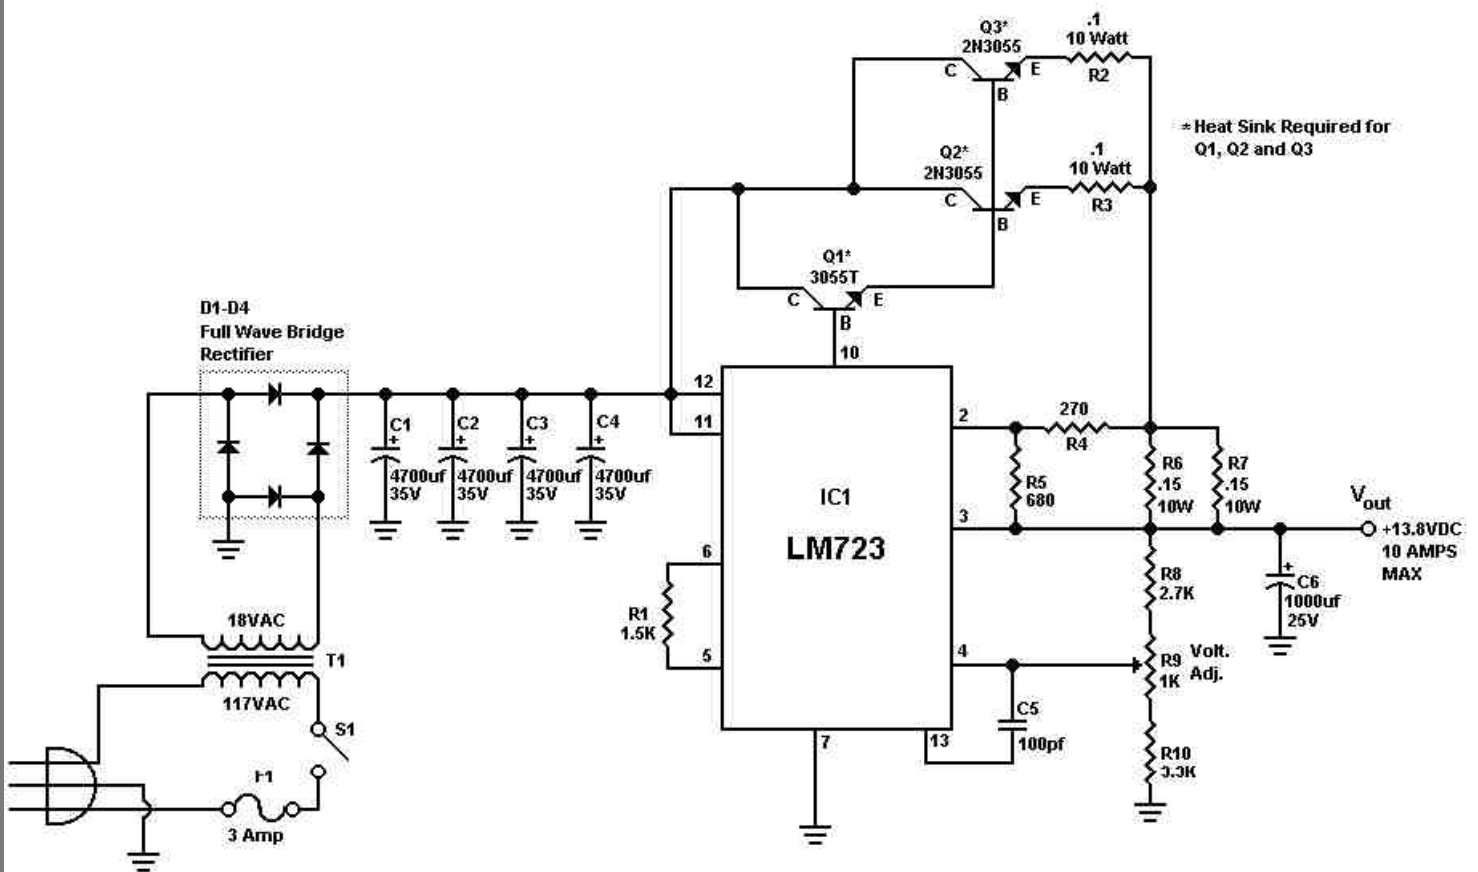 Q3*
2N3055
C
E
B
.1
10 Watt
R2
* Heat Sink Required for
Q1, Q2 and Q3
Q2*
2N3055
C
E
B
.1
10 Watt
R3
Q1*
3055T
C
E
B
10
D1-D4
Full Wave Bridge
Rectifier
12
11
C1
+
4700uf
35V
C2
+
4700uf
35V
C3
+
4700uf
35V
C4
+
4700uf
35V
2
270
R4
R5
680
R6
.15
10W
R7
.15
10W
IC1
LM723
3
Vout
+13.8VDC
10 AMPS
MAX
6
R1
1.5K
5
R8
2.7K
+
C6
1000uf
25V
18VAC
T1
117VAC
4
R9
1K
Volt.
Adj.
C5
100pf
S1
7
13
R10
3.3K
F1
3 Amp